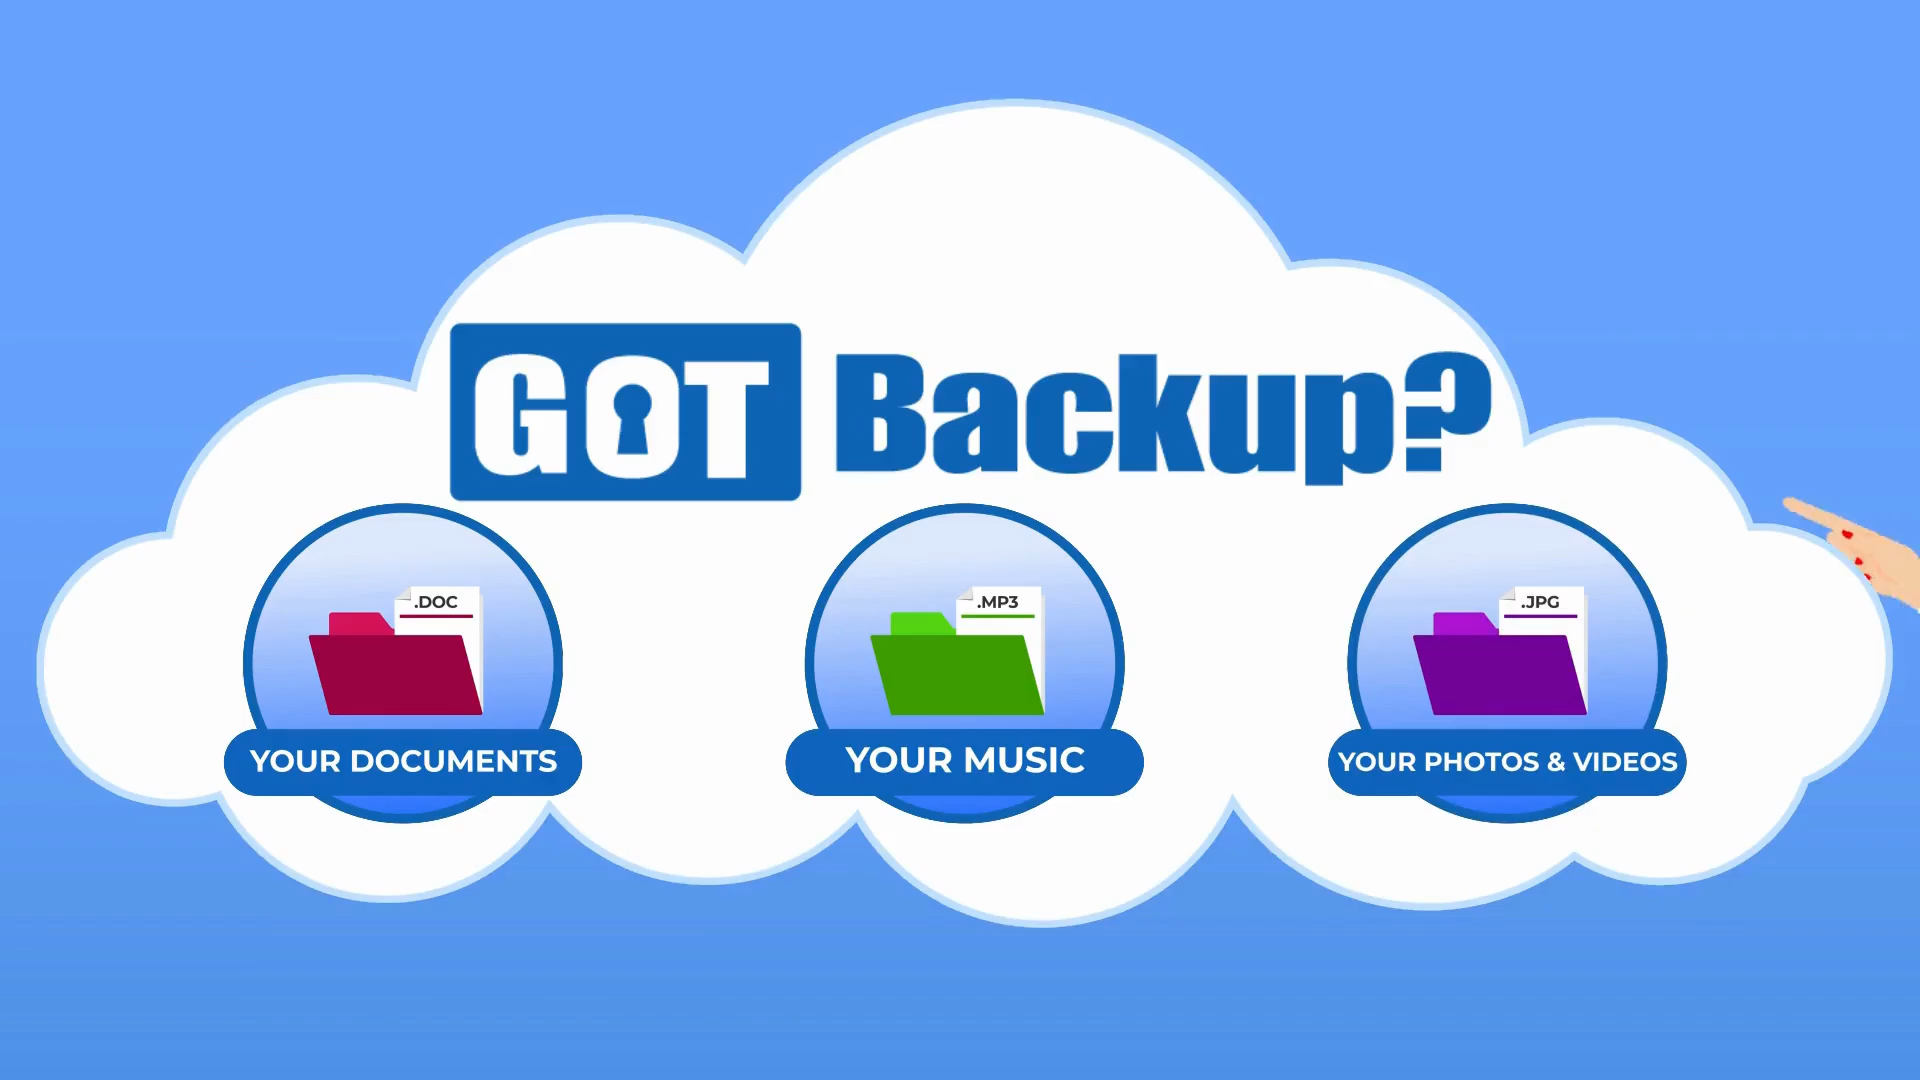 GOT Backup?
.DOC
YOUR DOCUMENTS
.MP3
YOUR MUSIC
.JPG
YOUR PHOTOS & VIDEOS